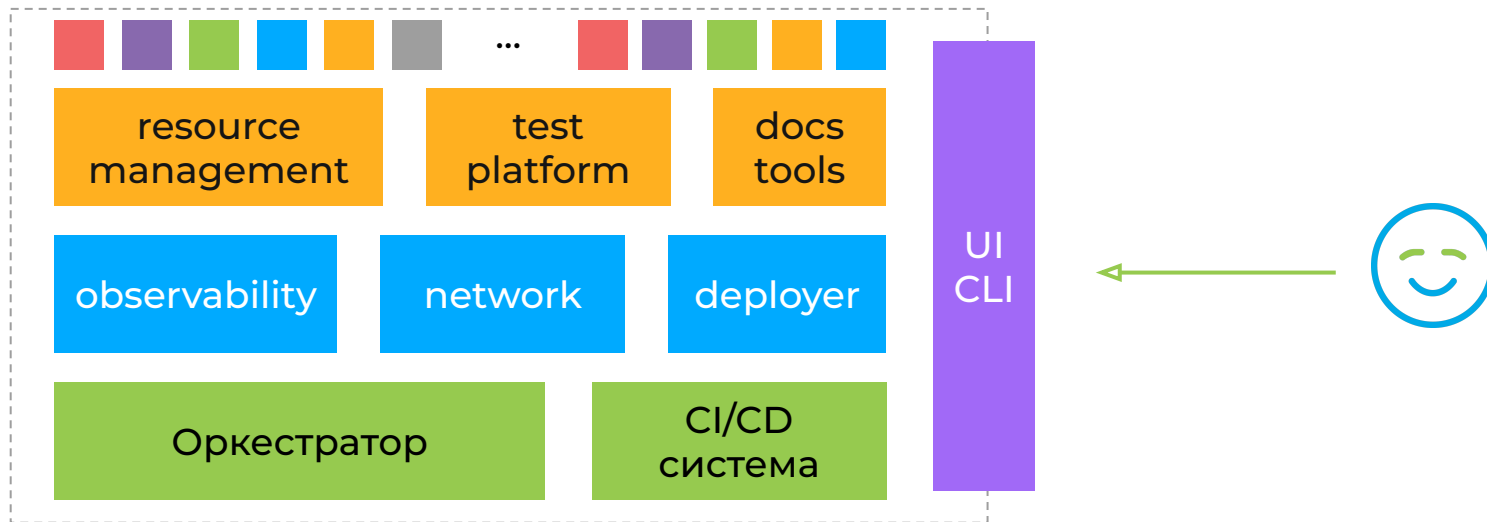 ...
resource
management
test
platform
docs
tools
observability
network
deployer
UI
CLI
Оркестратор
CI/CD
система